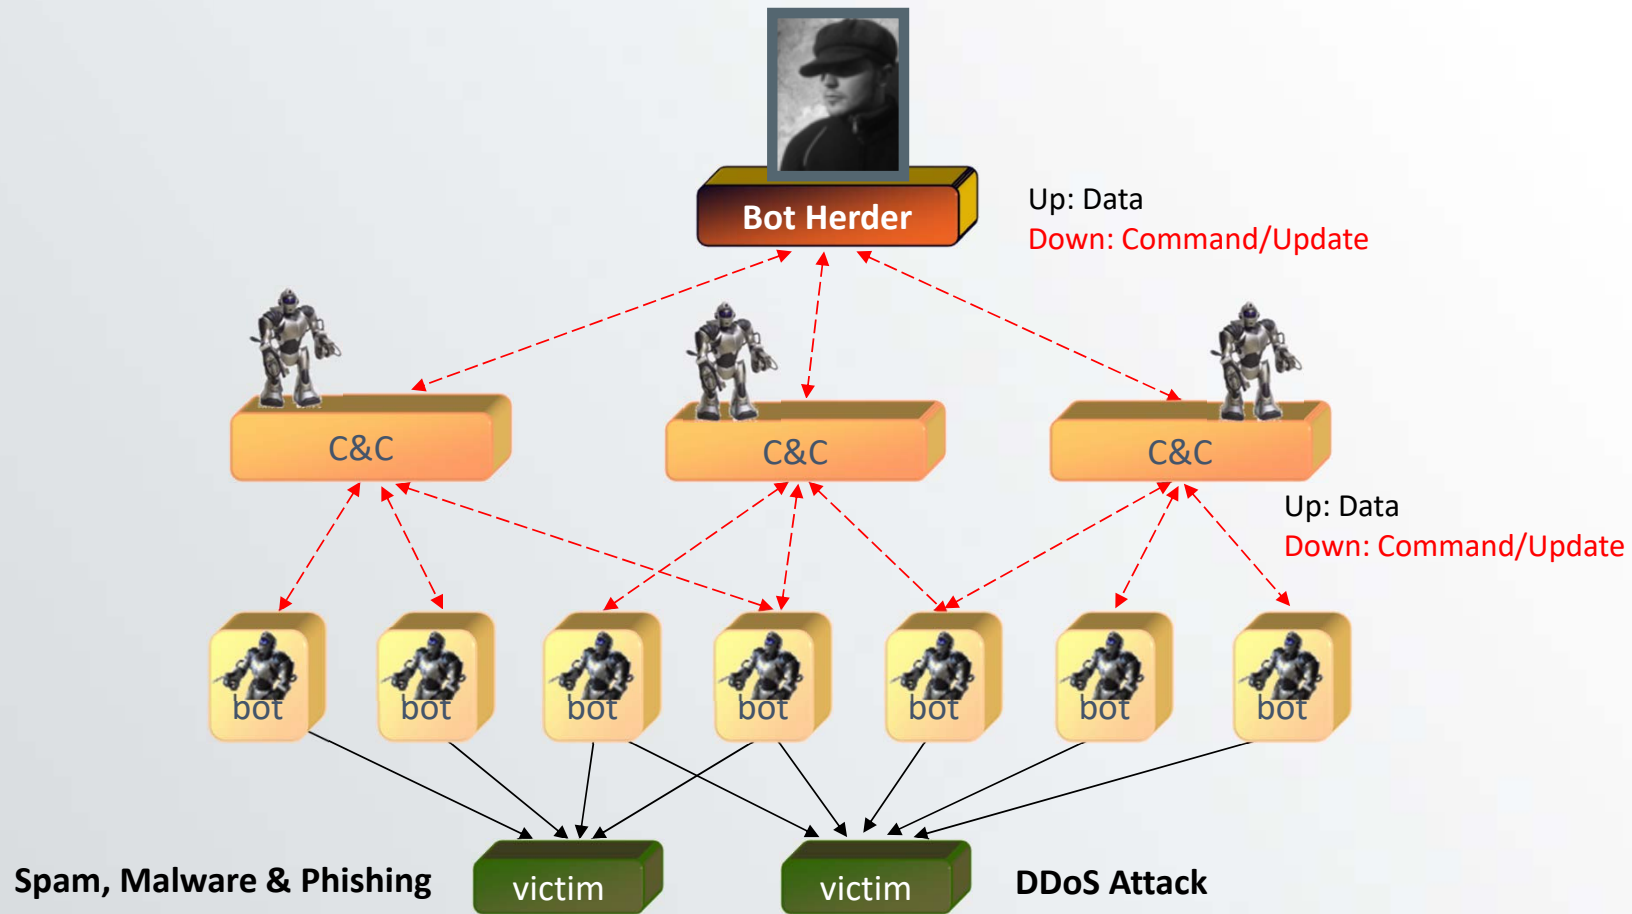 Bot Herder
Up: Data
Down: Command/Update
C&C
C&C
C&C
Up: Data
Down: Command/Update
bot
bot
bot
bot
bot
bot
bot
Spam, Malware & Phishing
victim
victim
DDoS Attack